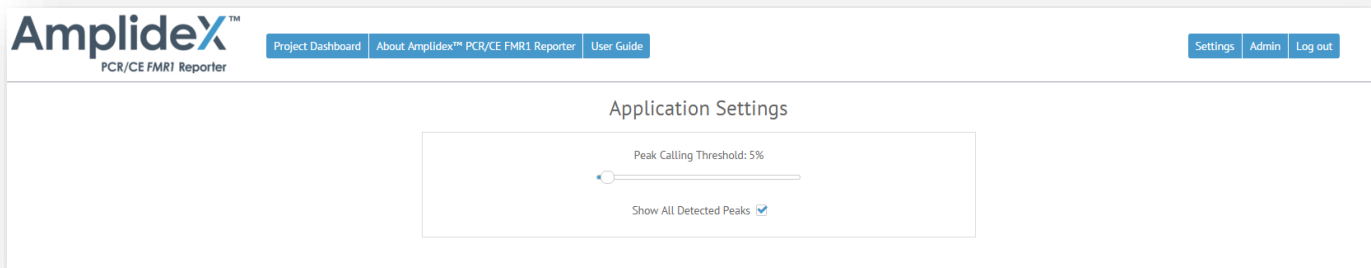 AmplideX™
PCR/CE FMR1 Reporter
Project Dashboard
About Amplidex™ PCR/CE FMR1 Reporter
User Guide
Settings
Admin
Log out
Application Settings
Peak Calling Threshold: 5%
Show All Detected Peaks